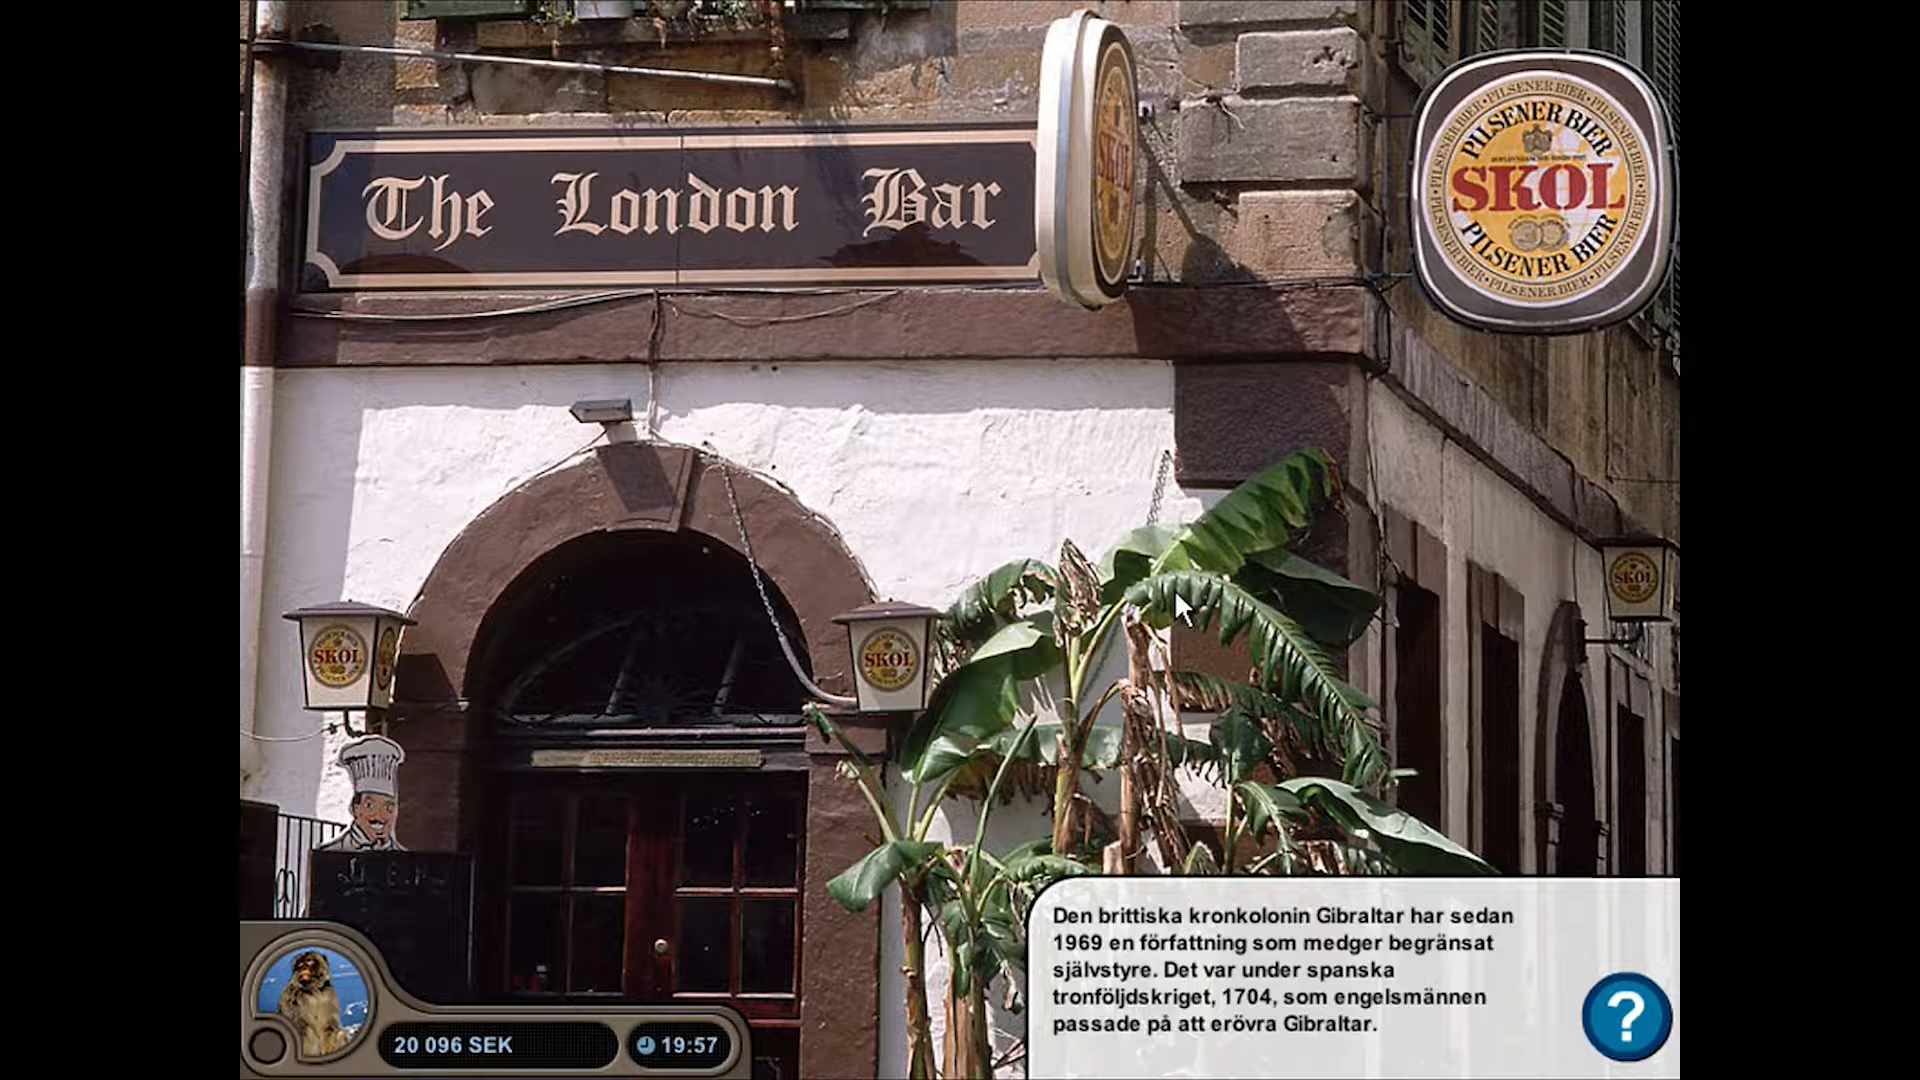 The London Bar
SKOL
PILSENER BIER
SKOL
PILSENER BIER
SKOL
SKOL
SKOL
Den brittiska kronkolonin Gibraltar har sedan
1969 en författning som medger begränsat
självstyre. Det var under spanska
tronföljdskriget, 1704, som engelsmännen
passade på att erövra Gibraltar.
?
20 096 SEK
19:57